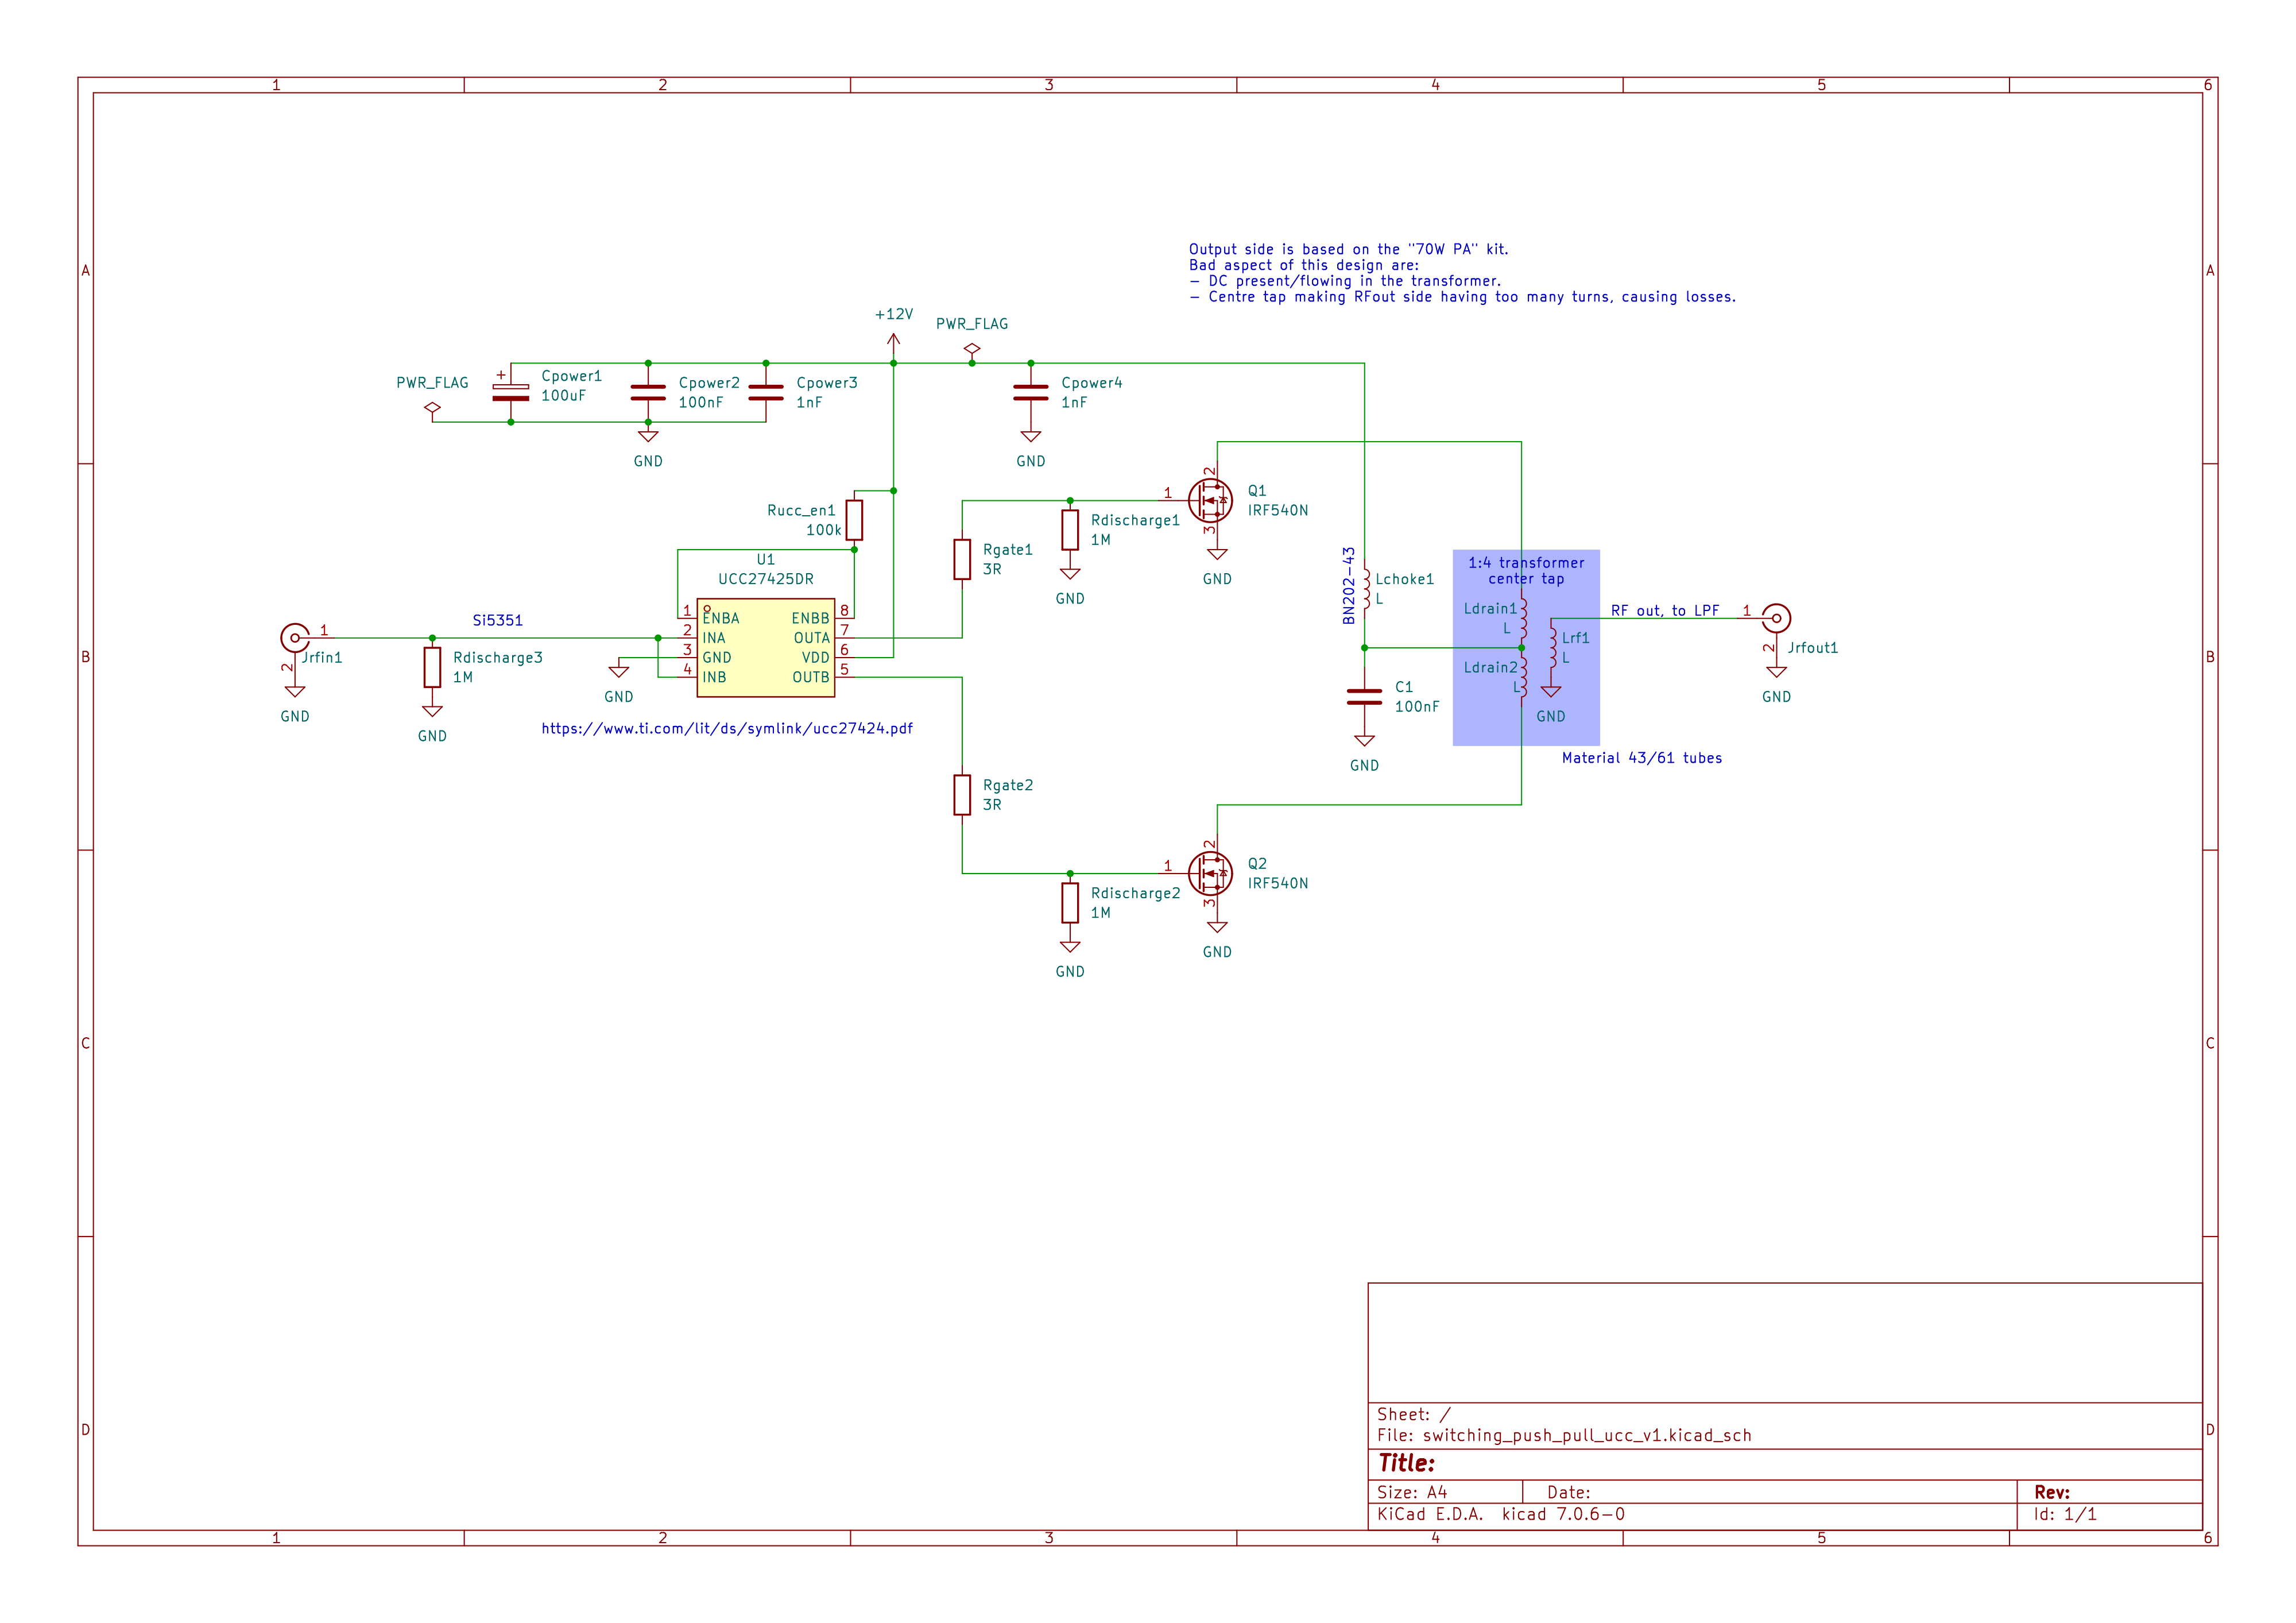 1 2 3 4 5 6
A A
B B
C C
D D
Output side is based on the "70W PA" kit.
Bad aspect of this design are:
- DC present/flowing in the transformer.
- Centre tap making RFout side having too many turns, causing losses.
+12V
PWR_FLAG
PWR_FLAG
+
Cpower1
100uF
Cpower2
100nF
Cpower3
1nF
Cpower4
1nF
GND
GND
Rucc_en1
100k
U1
UCC27425DR
1 ENBA
2 INA
3 GND
4 INB
ENBB 8
OUTA 7
VDD 6
OUTB 5
GND
https://www.ti.com/lit/ds/symlink/ucc27424.pdf
Si5351
1
2
Jrfin1
GND
Rdischarge3
1M
GND
Rgate1
3R
Rdischarge1
1M
GND
1
2
3
Q1
IRF540N
GND
Rgate2
3R
Rdischarge2
1M
GND
1
2
3
Q2
IRF540N
GND
BN202-43
Lchoke1
L
C1
100nF
GND
1:4 transformer
center tap
Ldrain1
L
Ldrain2
L
Lrf1
L
GND
Material 43/61 tubes
RF out, to LPF
1
2
Jrfout1
GND
Sheet: /
File: switching_push_pull_ucc_v1.kicad_sch
Title:
Size: A4 Date: Rev:
KiCad E.D.A. kicad 7.0.6-0 Id: 1/1
1 2 3 4 5 6